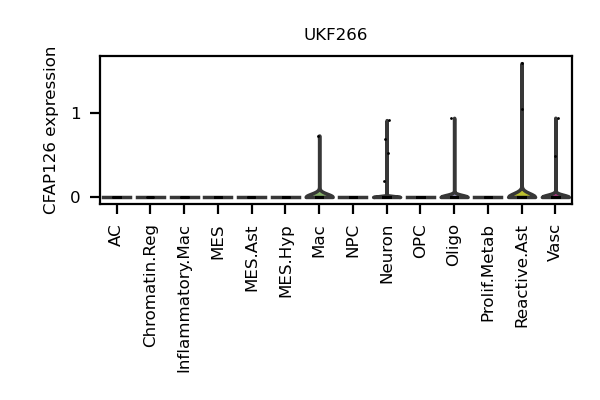 UKF266
CFAP126 expression
1
0
AC
Chromatin.Reg
Inflammatory.Mac
MES
MES.Ast
MES.Hyp
Mac
NPC
Neuron
OPC
Oligo
Prolif.Metab
Reactive.Ast
Vasc